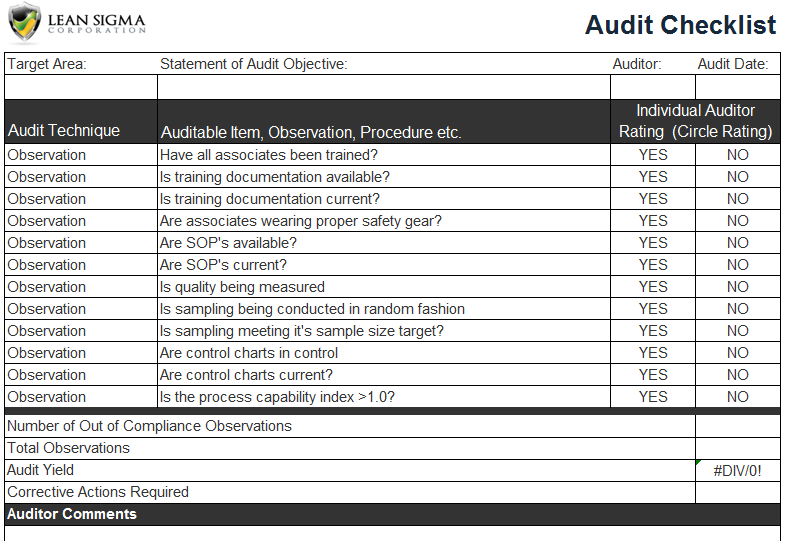 LEAN SIGMA
CORPORATION
Audit Checklist
Target Area: Statement of Audit Objective: Auditor: Audit Date:
Individual Auditor
Audit Technique Auditable Item, Observation, Procedure etc. Rating (Circle Rating)
Observation Have all associates been trained? YES NO
Observation Is training documentation available? YES NO
Observation Is training documentation current? YES NO
Observation Are associates wearing proper safety gear? YES NO
Observation Are SOP's available? YES NO
Observation Are SOP's current? YES NO
Observation Is quality being measured YES NO
Observation Is sampling being conducted in random fashion YES NO
Observation Is sampling meeting it's sample size target? YES NO
Observation Are control charts in control YES NO
Observation Are control charts current? YES NO
Observation Is the process capability index >1.0? YES NO
Number of Out of Compliance Observations
Total Observations
Audit Yield #DIV/0!
Corrective Actions Required
Auditor Comments